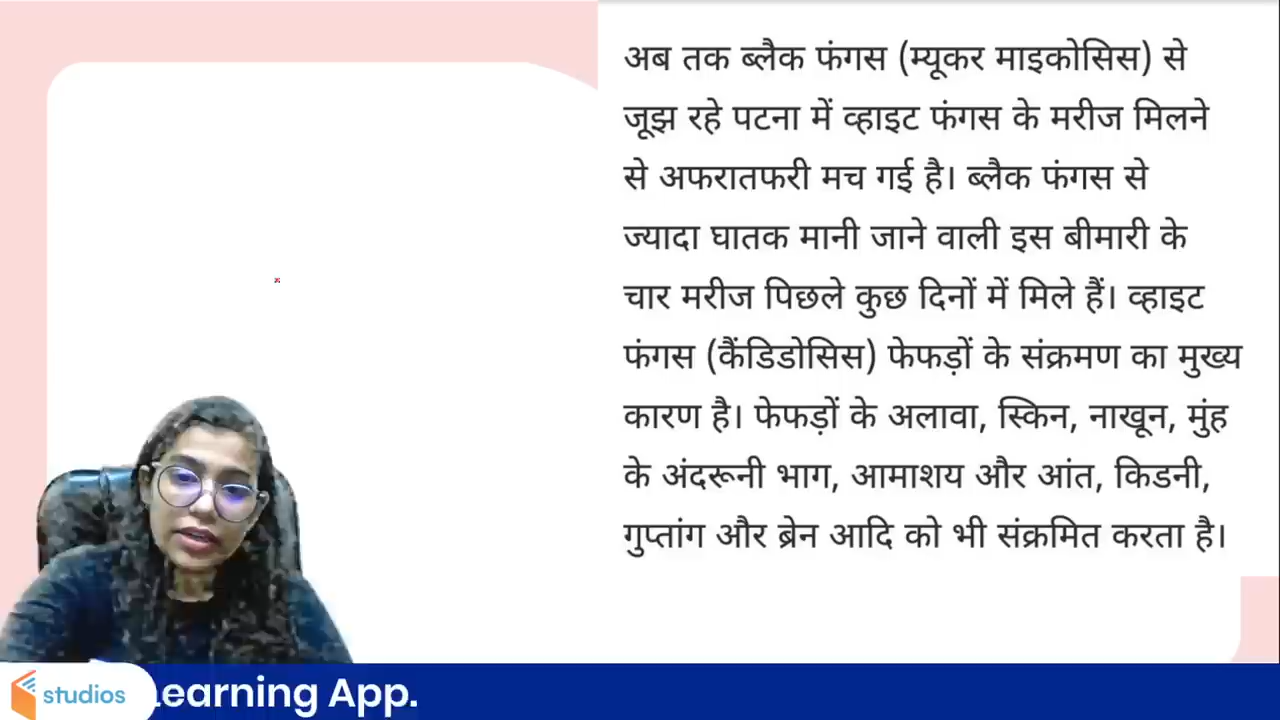 अब तक ब्लैक फंगस (म्यूकर माइकोसिस) से
जूझ रहे पटना में व्हाइट फंगस के मरीज मिलने
से अफरातफरी मच गई है। ब्लैक फंगस से
ज्यादा घातक मानी जाने वाली इस बीमारी के
चार मरीज पिछले कुछ दिनों में मिले हैं। व्हाइट
फंगस (कैंडिडोसिस) फेफड़ों के संक्रमण का मुख्य
कारण है। फेफड़ों के अलावा, स्किन, नाखून, मुंह
के अंदरूनी भाग, आमाशय और आंत, किडनी,
गुप्तांग और ब्रेन आदि को भी संक्रमित करता है।
studios Learning App.